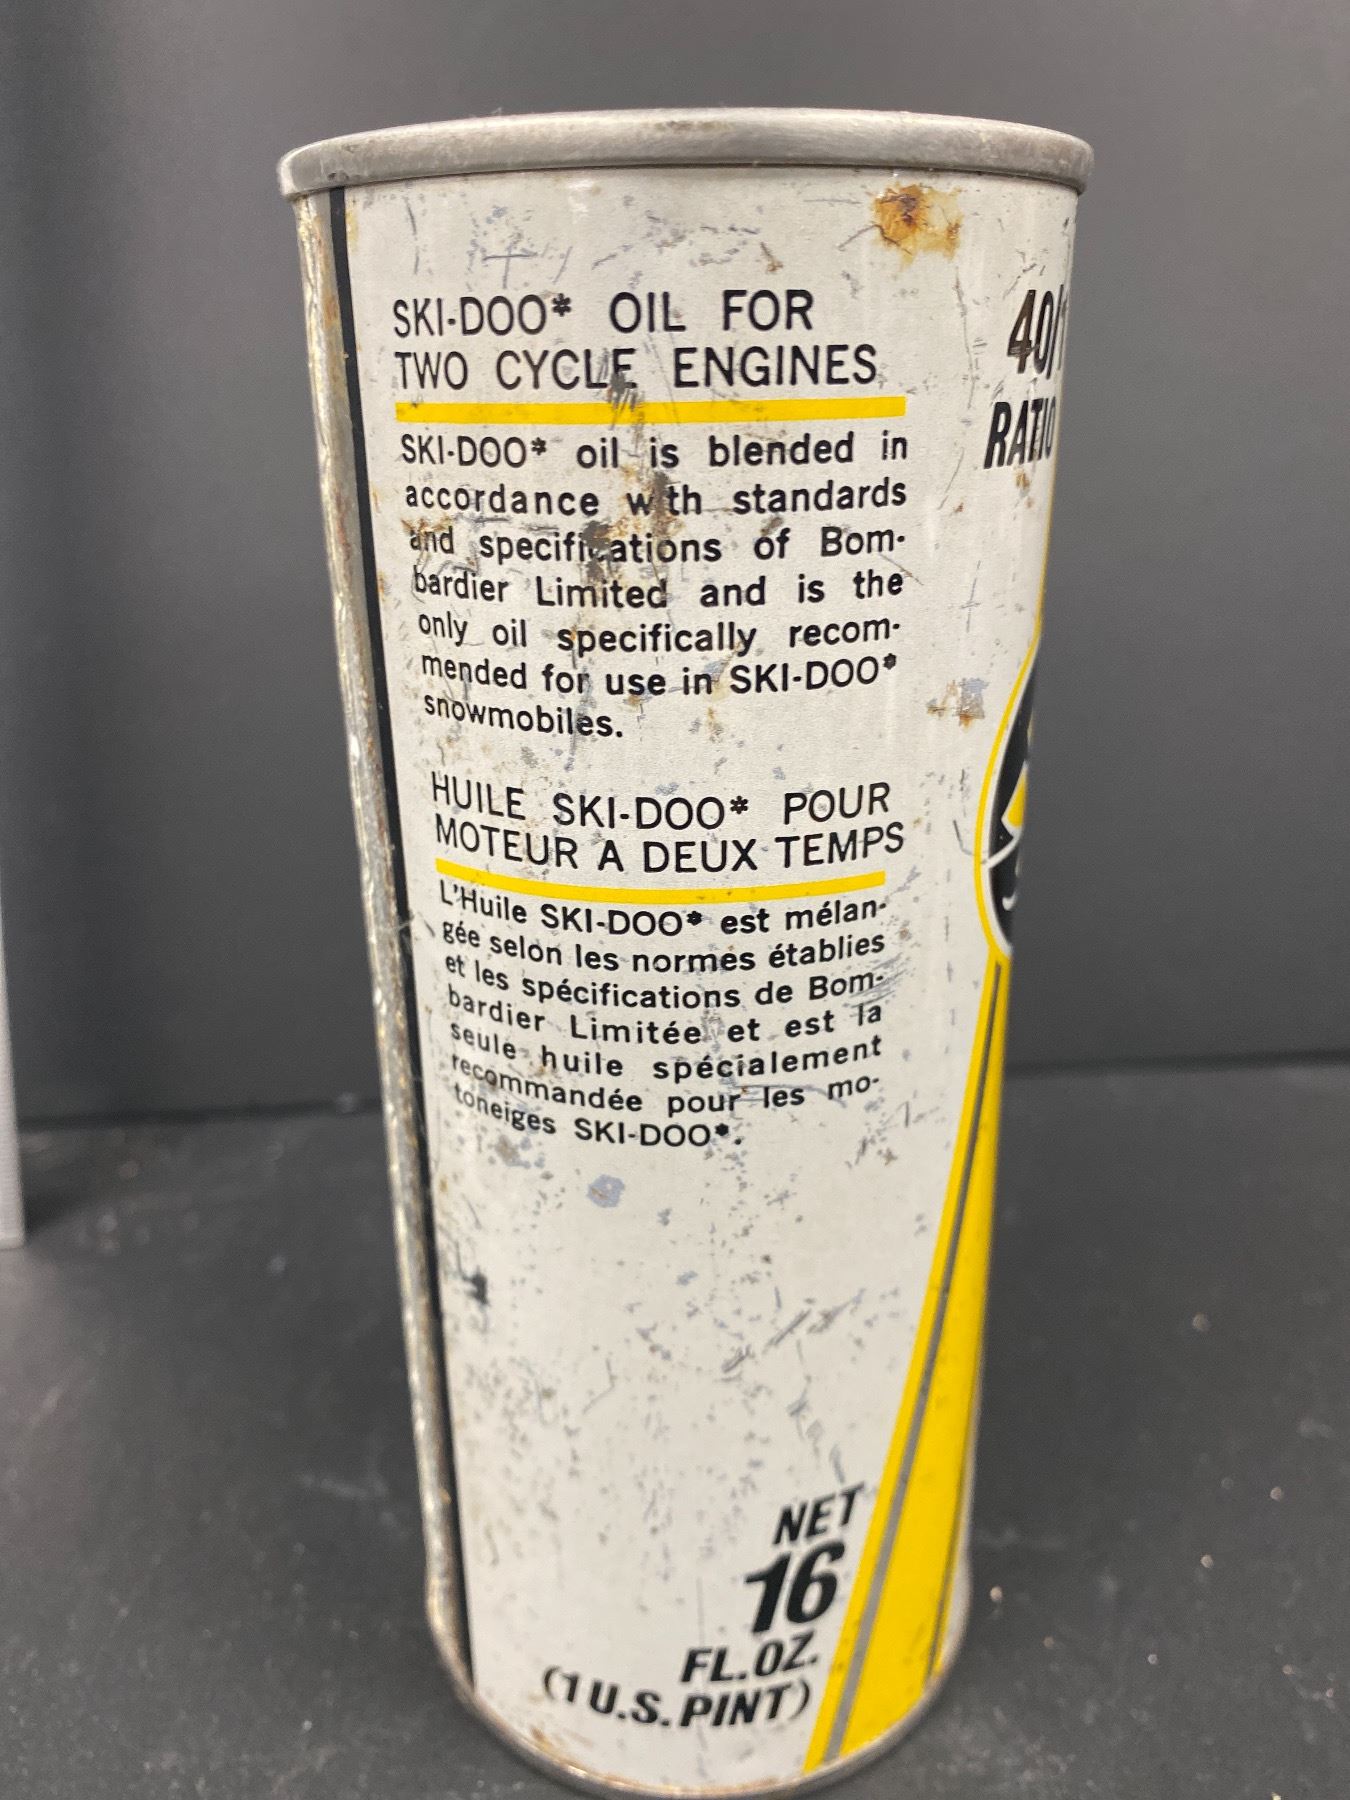 SKI-DOO* OIL FOR
TWO CYCLE ENGINES
SKI-DOO* oil is blended in
accordance with standards
and specifications of Bom-
bardier Limited and is the
only oil specifically recom-
mended for use in SKI-DOO*
snowmobiles.
HUILE SKI-DOO* POUR
MOTEUR A DEUX TEMPS
L'Huile SKI-DOO* est mélan-
gée selon les normes établies
et les spécifications de Bom-
bardier Limitée et est la
seule huile spécialement
recommandée pour les mo-
toneiges SKI-DOO*.
NET
16
FL.OZ.
(1 U.S. PINT)
40/1
RATIO